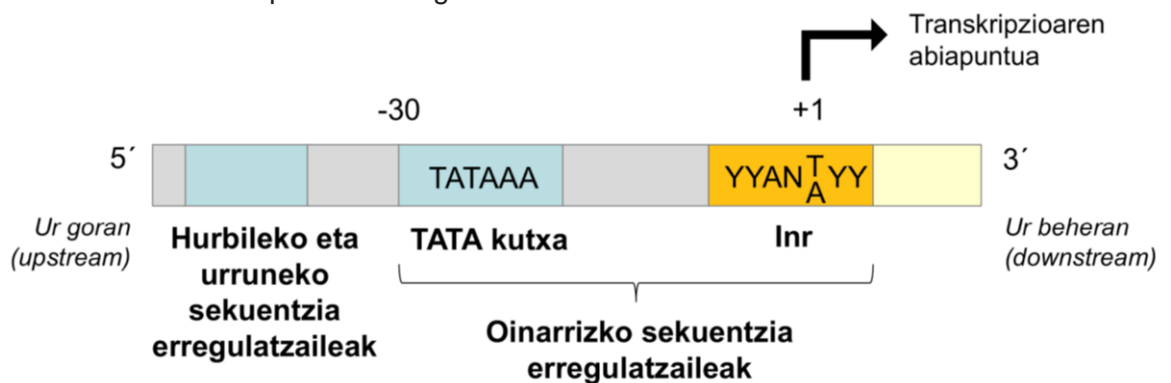 Transkripzioaren
abiapuntua
-30
+1
5´
TATAAA
YYANTYY
A
3´
Ur goran
(upstream)
Hurbileko eta
urruneko
sekuentzia
erregulatzaileak
TATA kutxa
Inr
Ur beheran
(downstream)
Oinarrizko sekuentzia
erregulatzaileak